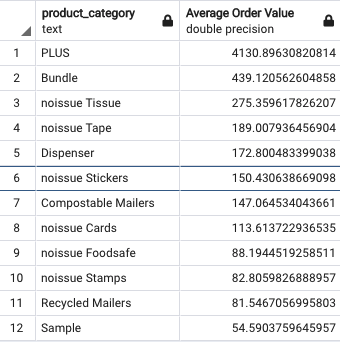 product_category Average Order Value
text double precision
1 PLUS 4130.89630820814
2 Bundle 439.120562604858
3 noissue Tissue 275.359617826207
4 noissue Tape 189.007936456904
5 Dispenser 172.800483399038
6 noissue Stickers 150.430638669098
7 Compostable Mailers 147.064534043661
8 noissue Cards 113.613722936535
9 noissue Foodsafe 88.1944519258511
10 noissue Stamps 82.8059826888957
11 Recycled Mailers 81.5467056995803
12 Sample 54.5903759645957